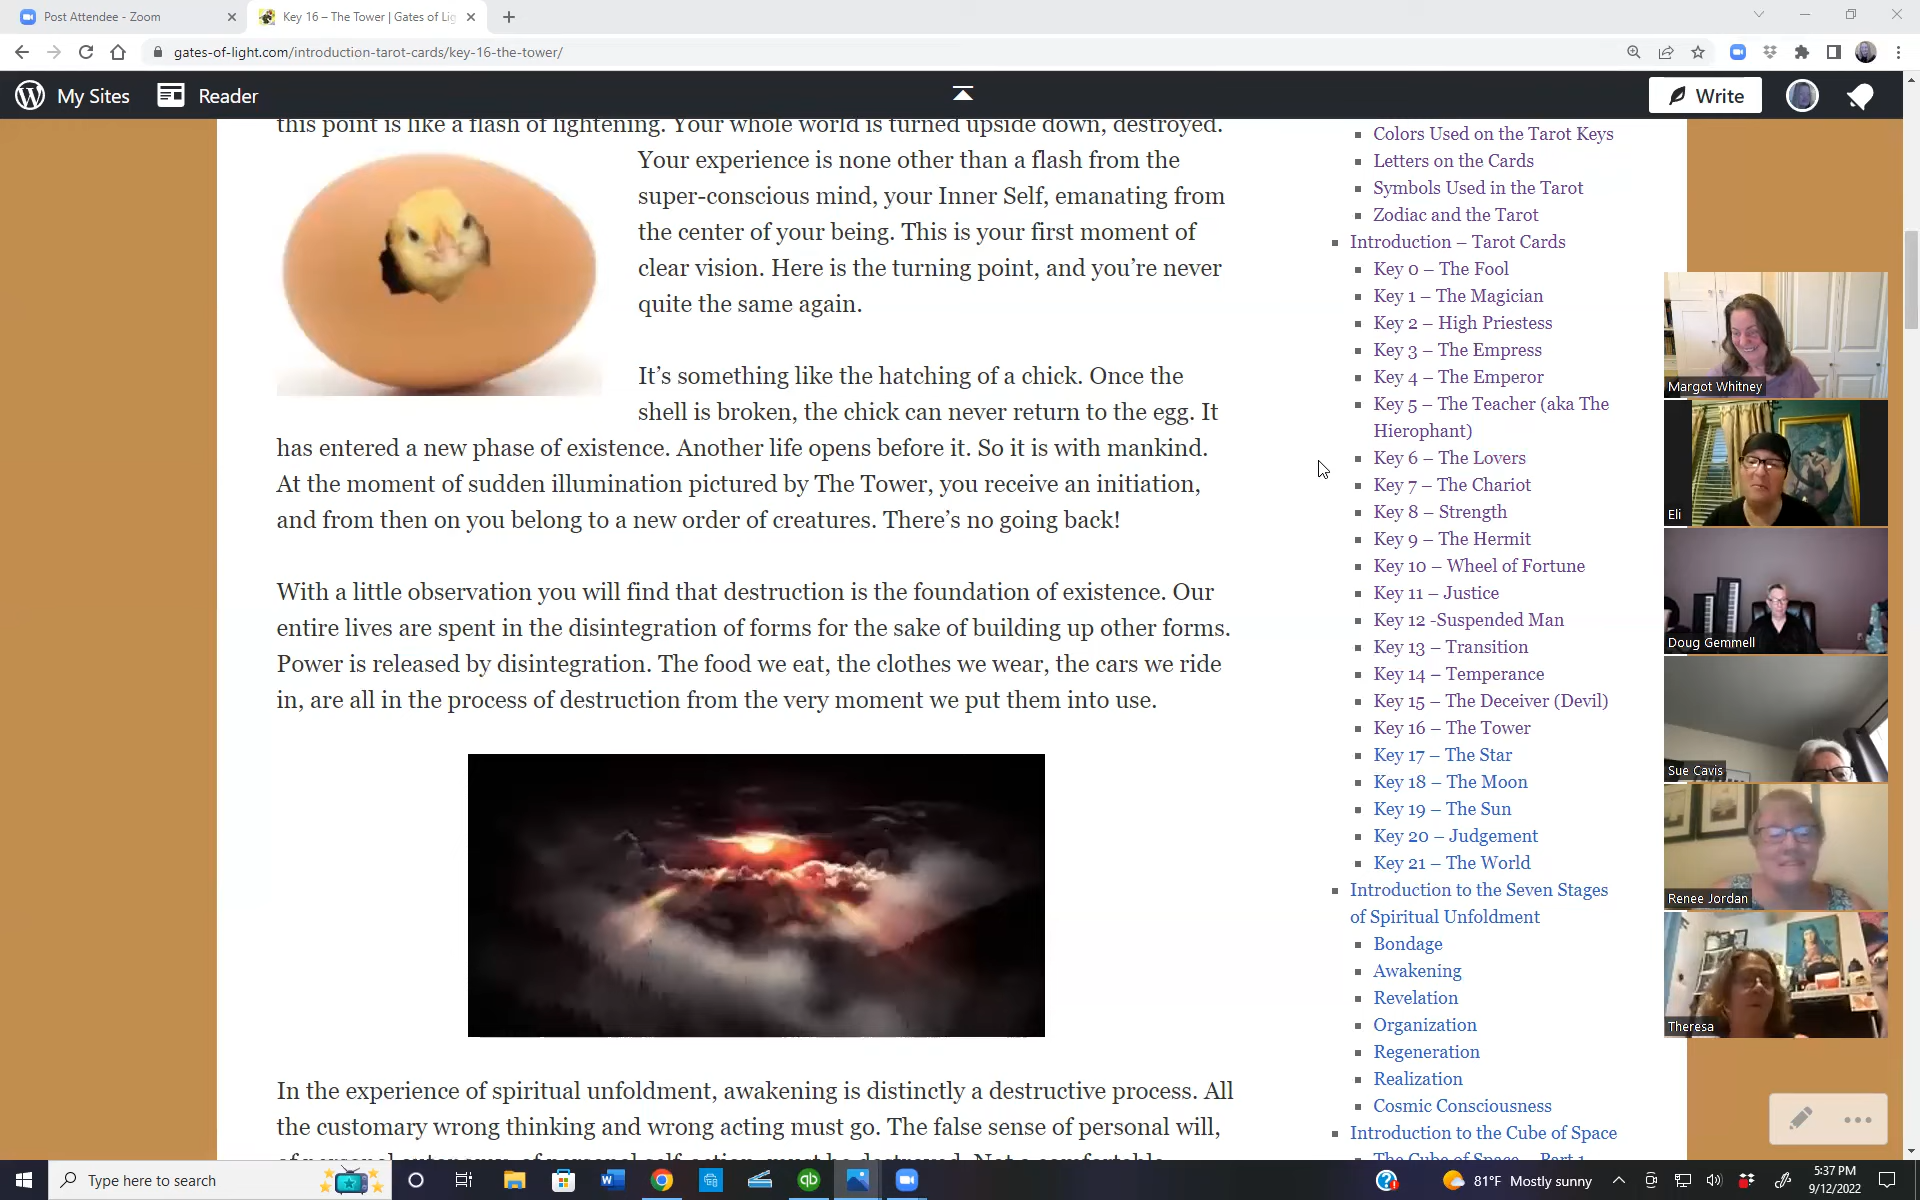 Post Attendee - Zoom
Key 16 – The Tower | Gates of Lig
gates-of-light.com/introduction-tarot-cards/key-16-the-tower/
My Sites
Reader
Write
this point is like a flash of lightening. Your whole world is turned upside down, destroyed.
Your experience is none other than a flash from the
super-conscious mind, your Inner Self, emanating from
the center of your being. This is your first moment of
clear vision. Here is the turning point, and you’re never
quite the same again.
It’s something like the hatching of a chick. Once the
shell is broken, the chick can never return to the egg. It
has entered a new phase of existence. Another life opens before it. So it is with mankind.
At the moment of sudden illumination pictured by The Tower, you receive an initiation,
and from then on you belong to a new order of creatures. There’s no going back!
With a little observation you will find that destruction is the foundation of existence. Our
entire lives are spent in the disintegration of forms for the sake of building up other forms.
Power is released by disintegration. The food we eat, the clothes we wear, the cars we ride
in, are all in the process of destruction from the very moment we put them into use.
In the experience of spiritual unfoldment, awakening is distinctly a destructive process. All
the customary wrong thinking and wrong acting must go. The false sense of personal will,
Colors Used on the Tarot Keys
Letters on the Cards
Symbols Used in the Tarot
Zodiac and the Tarot
Introduction – Tarot Cards
Key 0 – The Fool
Key 1 – The Magician
Key 2 – High Priestess
Key 3 – The Empress
Key 4 – The Emperor
Key 5 – The Teacher (aka The
Hierophant)
Key 6 – The Lovers
Key 7 – The Chariot
Key 8 – Strength
Key 9 – The Hermit
Key 10 – Wheel of Fortune
Key 11 – Justice
Key 12 -Suspended Man
Key 13 – Transition
Key 14 – Temperance
Key 15 – The Deceiver (Devil)
Key 16 – The Tower
Key 17 – The Star
Key 18 – The Moon
Key 19 – The Sun
Key 20 – Judgement
Key 21 – The World
Introduction to the Seven Stages
of Spiritual Unfoldment
Bondage
Awakening
Revelation
Organization
Regeneration
Realization
Cosmic Consciousness
Introduction to the Cube of Space
The Cube of Space – Part 1
Margot Whitney
Eli
Doug Gemmell
Sue Cavis
Renee Jordan
Theresa
Type here to search
81°F Mostly sunny
5:37 PM
9/12/2022